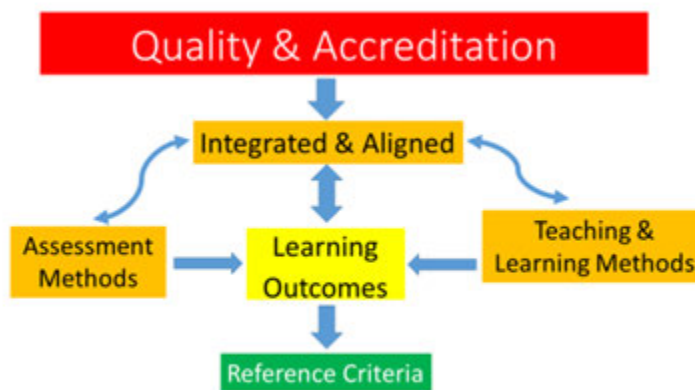 Quality & Accreditation
Integrated & Aligned
Assessment
Methods
Learning
Outcomes
Teaching &
Learning Methods
Reference Criteria